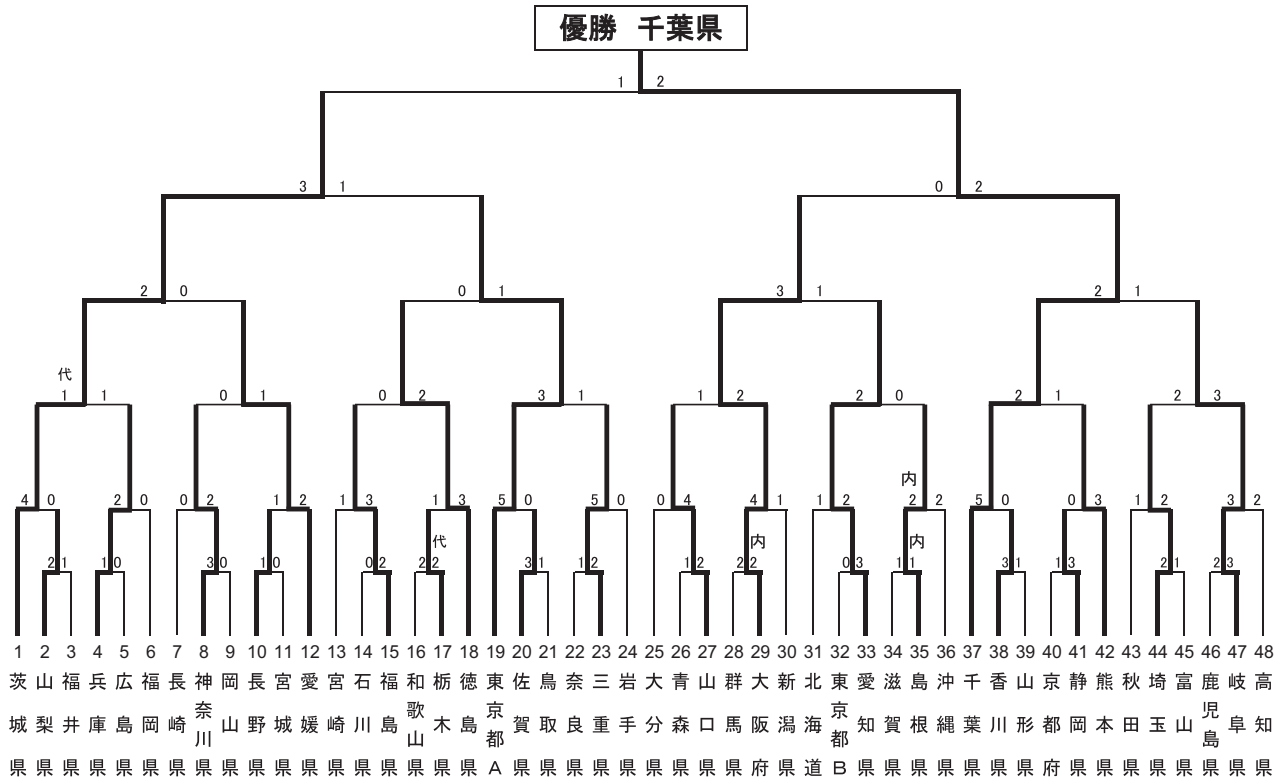 優勝 千葉県
1 2
3 1 0 2
2 0 0 1 3 1 2 1
代
1 1 0 1 0 2 3 1 1 2 2 0 2 1 2 3
内
4 0 2 0 0 2 1 2 1 3 1 3 5 0 5 0 0 4 4 1 1 2 2 2 5 0 0 3 1 2 3 2
代 内 内
2 1 1 0 3 0 1 0 0 2 2 2 3 1 1 2 1 2 2 2 0 3 1 1 3 1 1 3 2 1 2 3
1 2 3 4 5 6 7 8 9 10 11 12 13 14 15 16 17 18 19 20 21 22 23 24 25 26 27 28 29 30 31 32 33 34 35 36 37 38 39 40 41 42 43 44 45 46 47 48
茨城県
山梨県
福井県
兵庫県
広島県
福岡県
長崎県
神奈川県
岡山県
長野県
宮城県
愛媛県
宮崎県
石川県
福島県
和歌山県
栃木県
徳島県
東京都A
佐賀県
鳥取県
奈良県
三重県
岩手県
大分県
青森県
山口県
群馬県
大阪府
新潟県
北海道
東京都B
愛知県
滋賀県
島根県
沖縄県
千葉県
香川県
山形県
京都府
静岡県
熊本県
秋田県
埼玉県
富山県
鹿児島県
岐阜県
高知県